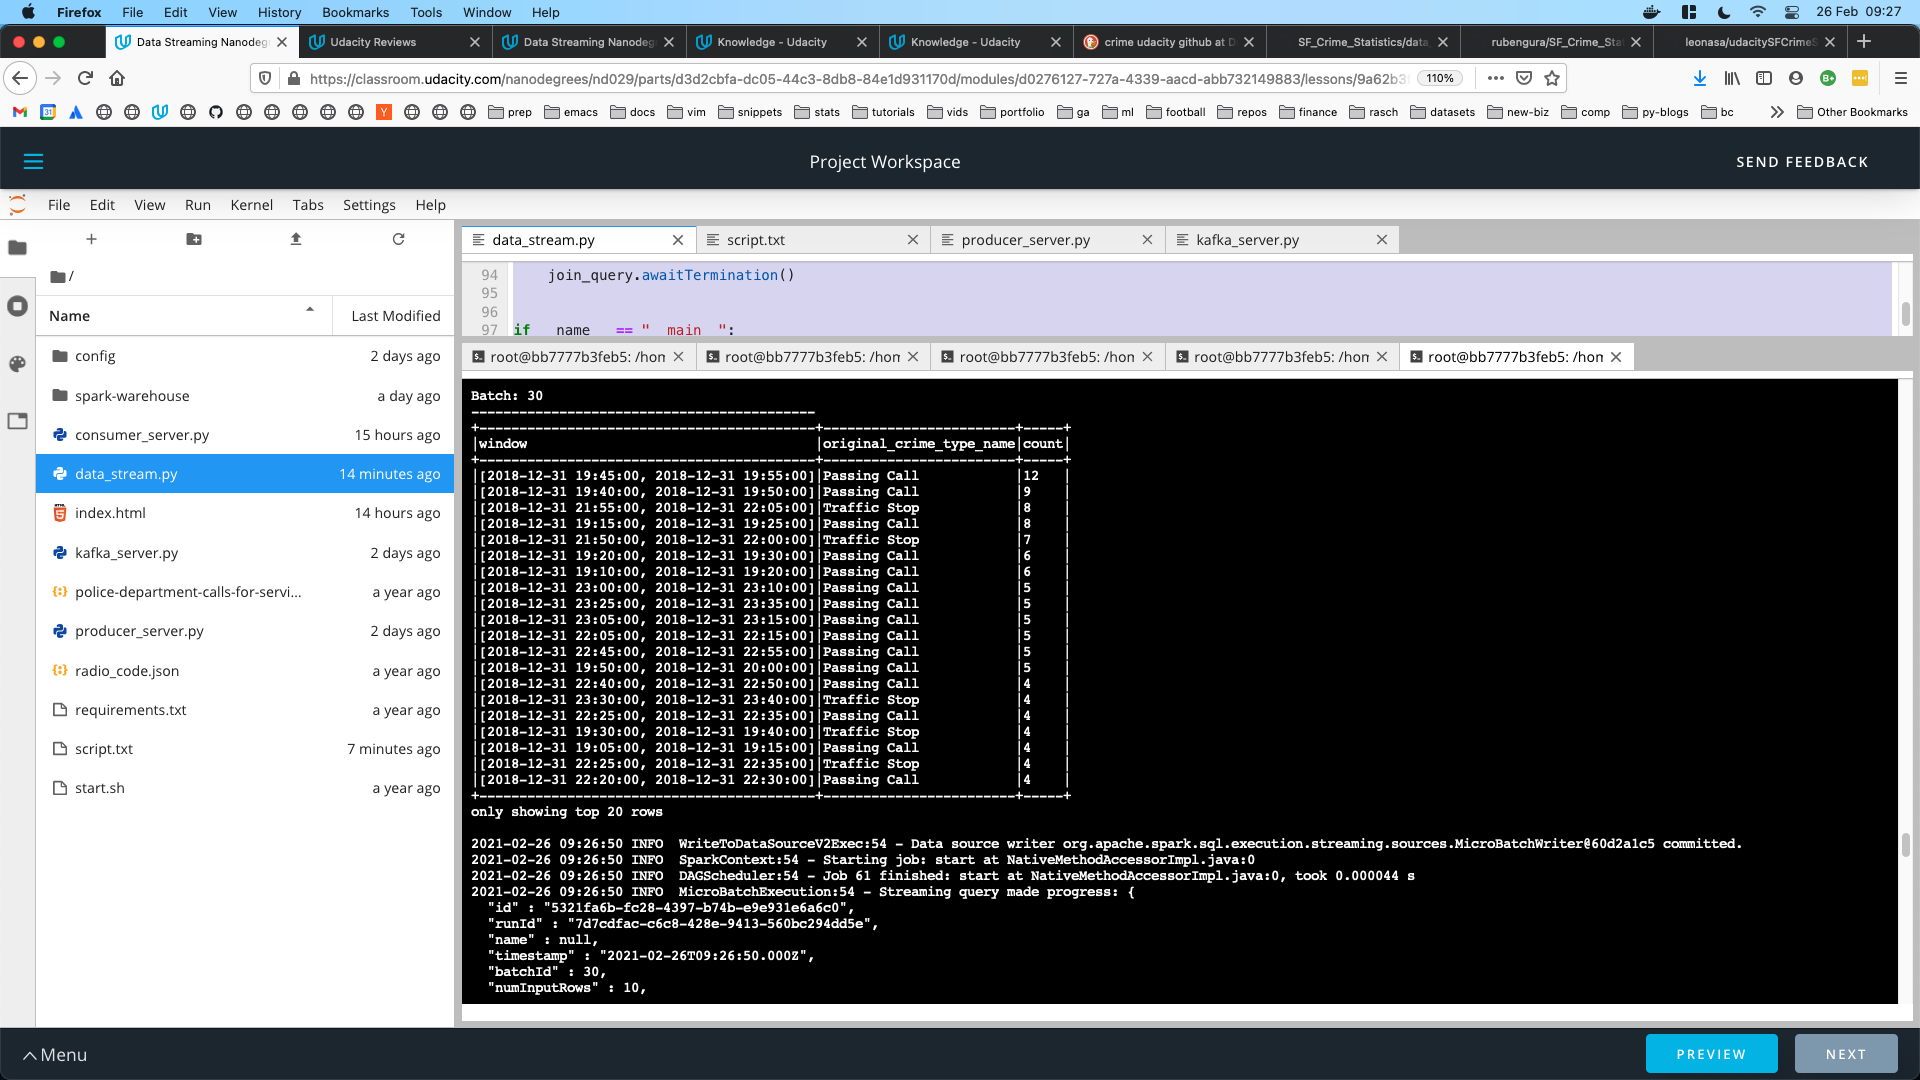 Firefox File Edit View History Bookmarks Tools Window Help 26 Feb 09:27
Data Streaming Nanodeg Udacity Reviews Data Streaming Nanodeg Knowledge - Udacity Knowledge - Udacity crime udacity github at D SF_Crime_Statistics/data_ rubengura/SF_Crime_Sta leonasa/udacitySFCrimeS
https://classroom.udacity.com/nanodegrees/nd029/parts/d3d2cbfa-dc05-44c3-8db8-84e1d931170d/modules/d0276127-727a-4339-aacd-abb732149883/lessons/9a62b3 110%
prep emacs docs vim snippets stats tutorials vids portfolio ga ml football repos finance rasch datasets new-biz comp py-blogs bc Other Bookmarks
Project Workspace
SEND FEEDBACK
File Edit View Run Kernel Tabs Settings Help
data_stream.py script.txt producer_server.py kafka_server.py
/
Name Last Modified
config 2 days ago
spark-warehouse a day ago
consumer_server.py 15 hours ago
data_stream.py 14 minutes ago
index.html 14 hours ago
kafka_server.py 2 days ago
police-department-calls-for-servi... a year ago
producer_server.py 2 days ago
radio_code.json a year ago
requirements.txt a year ago
script.txt 7 minutes ago
start.sh a year ago
94 join_query.awaitTermination()
95
96
97 if __name__ == "__main__":
root@bb7777b3feb5: /hom root@bb7777b3feb5: /hom root@bb7777b3feb5: /hom root@bb7777b3feb5: /hom root@bb7777b3feb5: /hom
Batch: 30
-------------------------------------------
+------------------------------------------+------------------------+-----+
|window |original_crime_type_name|count|
+------------------------------------------+------------------------+-----+
|[2018-12-31 19:45:00, 2018-12-31 19:55:00]|Passing Call |12 |
|[2018-12-31 19:40:00, 2018-12-31 19:50:00]|Passing Call |9 |
|[2018-12-31 21:55:00, 2018-12-31 22:05:00]|Traffic Stop |8 |
|[2018-12-31 19:15:00, 2018-12-31 19:25:00]|Passing Call |8 |
|[2018-12-31 21:50:00, 2018-12-31 22:00:00]|Traffic Stop |7 |
|[2018-12-31 19:20:00, 2018-12-31 19:30:00]|Passing Call |6 |
|[2018-12-31 19:10:00, 2018-12-31 19:20:00]|Passing Call |6 |
|[2018-12-31 23:00:00, 2018-12-31 23:10:00]|Passing Call |5 |
|[2018-12-31 23:25:00, 2018-12-31 23:35:00]|Passing Call |5 |
|[2018-12-31 23:05:00, 2018-12-31 23:15:00]|Passing Call |5 |
|[2018-12-31 22:05:00, 2018-12-31 22:15:00]|Passing Call |5 |
|[2018-12-31 22:45:00, 2018-12-31 22:55:00]|Passing Call |5 |
|[2018-12-31 19:50:00, 2018-12-31 20:00:00]|Passing Call |5 |
|[2018-12-31 22:40:00, 2018-12-31 22:50:00]|Passing Call |4 |
|[2018-12-31 23:30:00, 2018-12-31 23:40:00]|Traffic Stop |4 |
|[2018-12-31 22:25:00, 2018-12-31 22:35:00]|Passing Call |4 |
|[2018-12-31 19:30:00, 2018-12-31 19:40:00]|Traffic Stop |4 |
|[2018-12-31 19:05:00, 2018-12-31 19:15:00]|Passing Call |4 |
|[2018-12-31 22:25:00, 2018-12-31 22:35:00]|Traffic Stop |4 |
|[2018-12-31 22:20:00, 2018-12-31 22:30:00]|Passing Call |4 |
+------------------------------------------+------------------------+-----+
only showing top 20 rows
2021-02-26 09:26:50 INFO WriteToDataSourceV2Exec:54 - Data source writer org.apache.spark.sql.execution.streaming.sources.MicroBatchWriter@60d2a1c5 committed.
2021-02-26 09:26:50 INFO SparkContext:54 - Starting job: start at NativeMethodAccessorImpl.java:0
2021-02-26 09:26:50 INFO DAGScheduler:54 - Job 61 finished: start at NativeMethodAccessorImpl.java:0, took 0.000044 s
2021-02-26 09:26:50 INFO MicroBatchExecution:54 - Streaming query made progress: {
"id" : "5321fa6b-fc28-4397-b74b-e9e931e6a6c0",
"runId" : "7d7cdfac-c6c8-428e-9413-560bc294dd5e",
"name" : null,
"timestamp" : "2021-02-26T09:26:50.000Z",
"batchId" : 30,
"numInputRows" : 10,
Menu PREVIEW NEXT